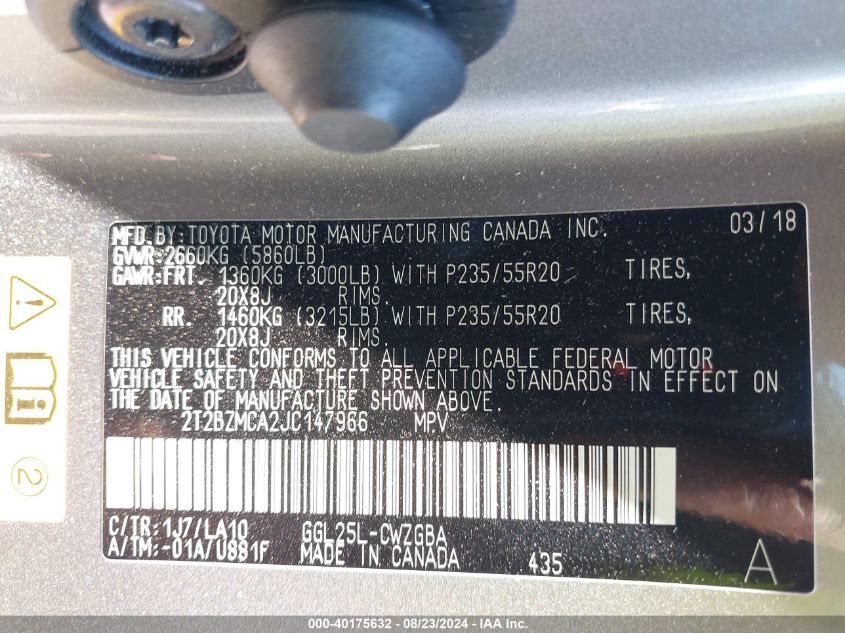 MFD.BY:TOYOTA MOTOR MANUFACTURING CANADA INC. 03/18
GVWR:2660KG (5860LB)
GAWR:FRT. 1360KG (3000LB) WITH P235/55R20 TIRES,
20X8J RIMS.
RR. 1460KG (3215LB) WITH P235/55R20 TIRES,
20X8J RIMS.
THIS VEHICLE CONFORMS TO ALL APPLICABLE FEDERAL MOTOR
VEHICLE SAFETY AND THEFT PREVENTION STANDARDS IN EFFECT ON
THE DATE OF MANUFACTURE SHOWN ABOVE.
2T2BZMCA2JC147966 MPV
C/TR:1J7/LA10 GGL25L-CWZGBA
A/TM:-01A/U881F MADE IN CANADA 435 A
2
000-40175632 - 08/23/2024 - IAA Inc.